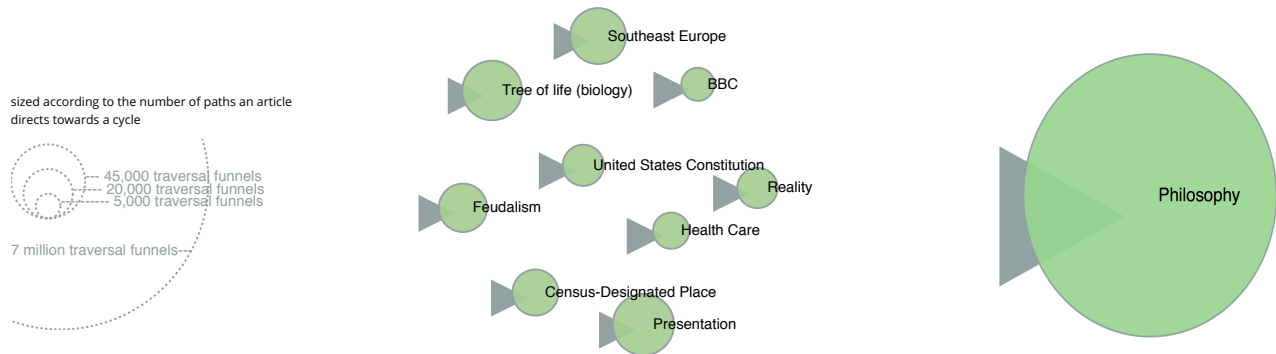 sized according to the number of paths an article
directs towards a cycle
45,000 traversal funnels
20,000 traversal funnels
5,000 traversal funnels
7 million traversal funnels
Southeast Europe
Tree of life (biology)
BBC
United States Constitution
Reality
Feudalism
Health Care
Census-Designated Place
Presentation
Philosophy